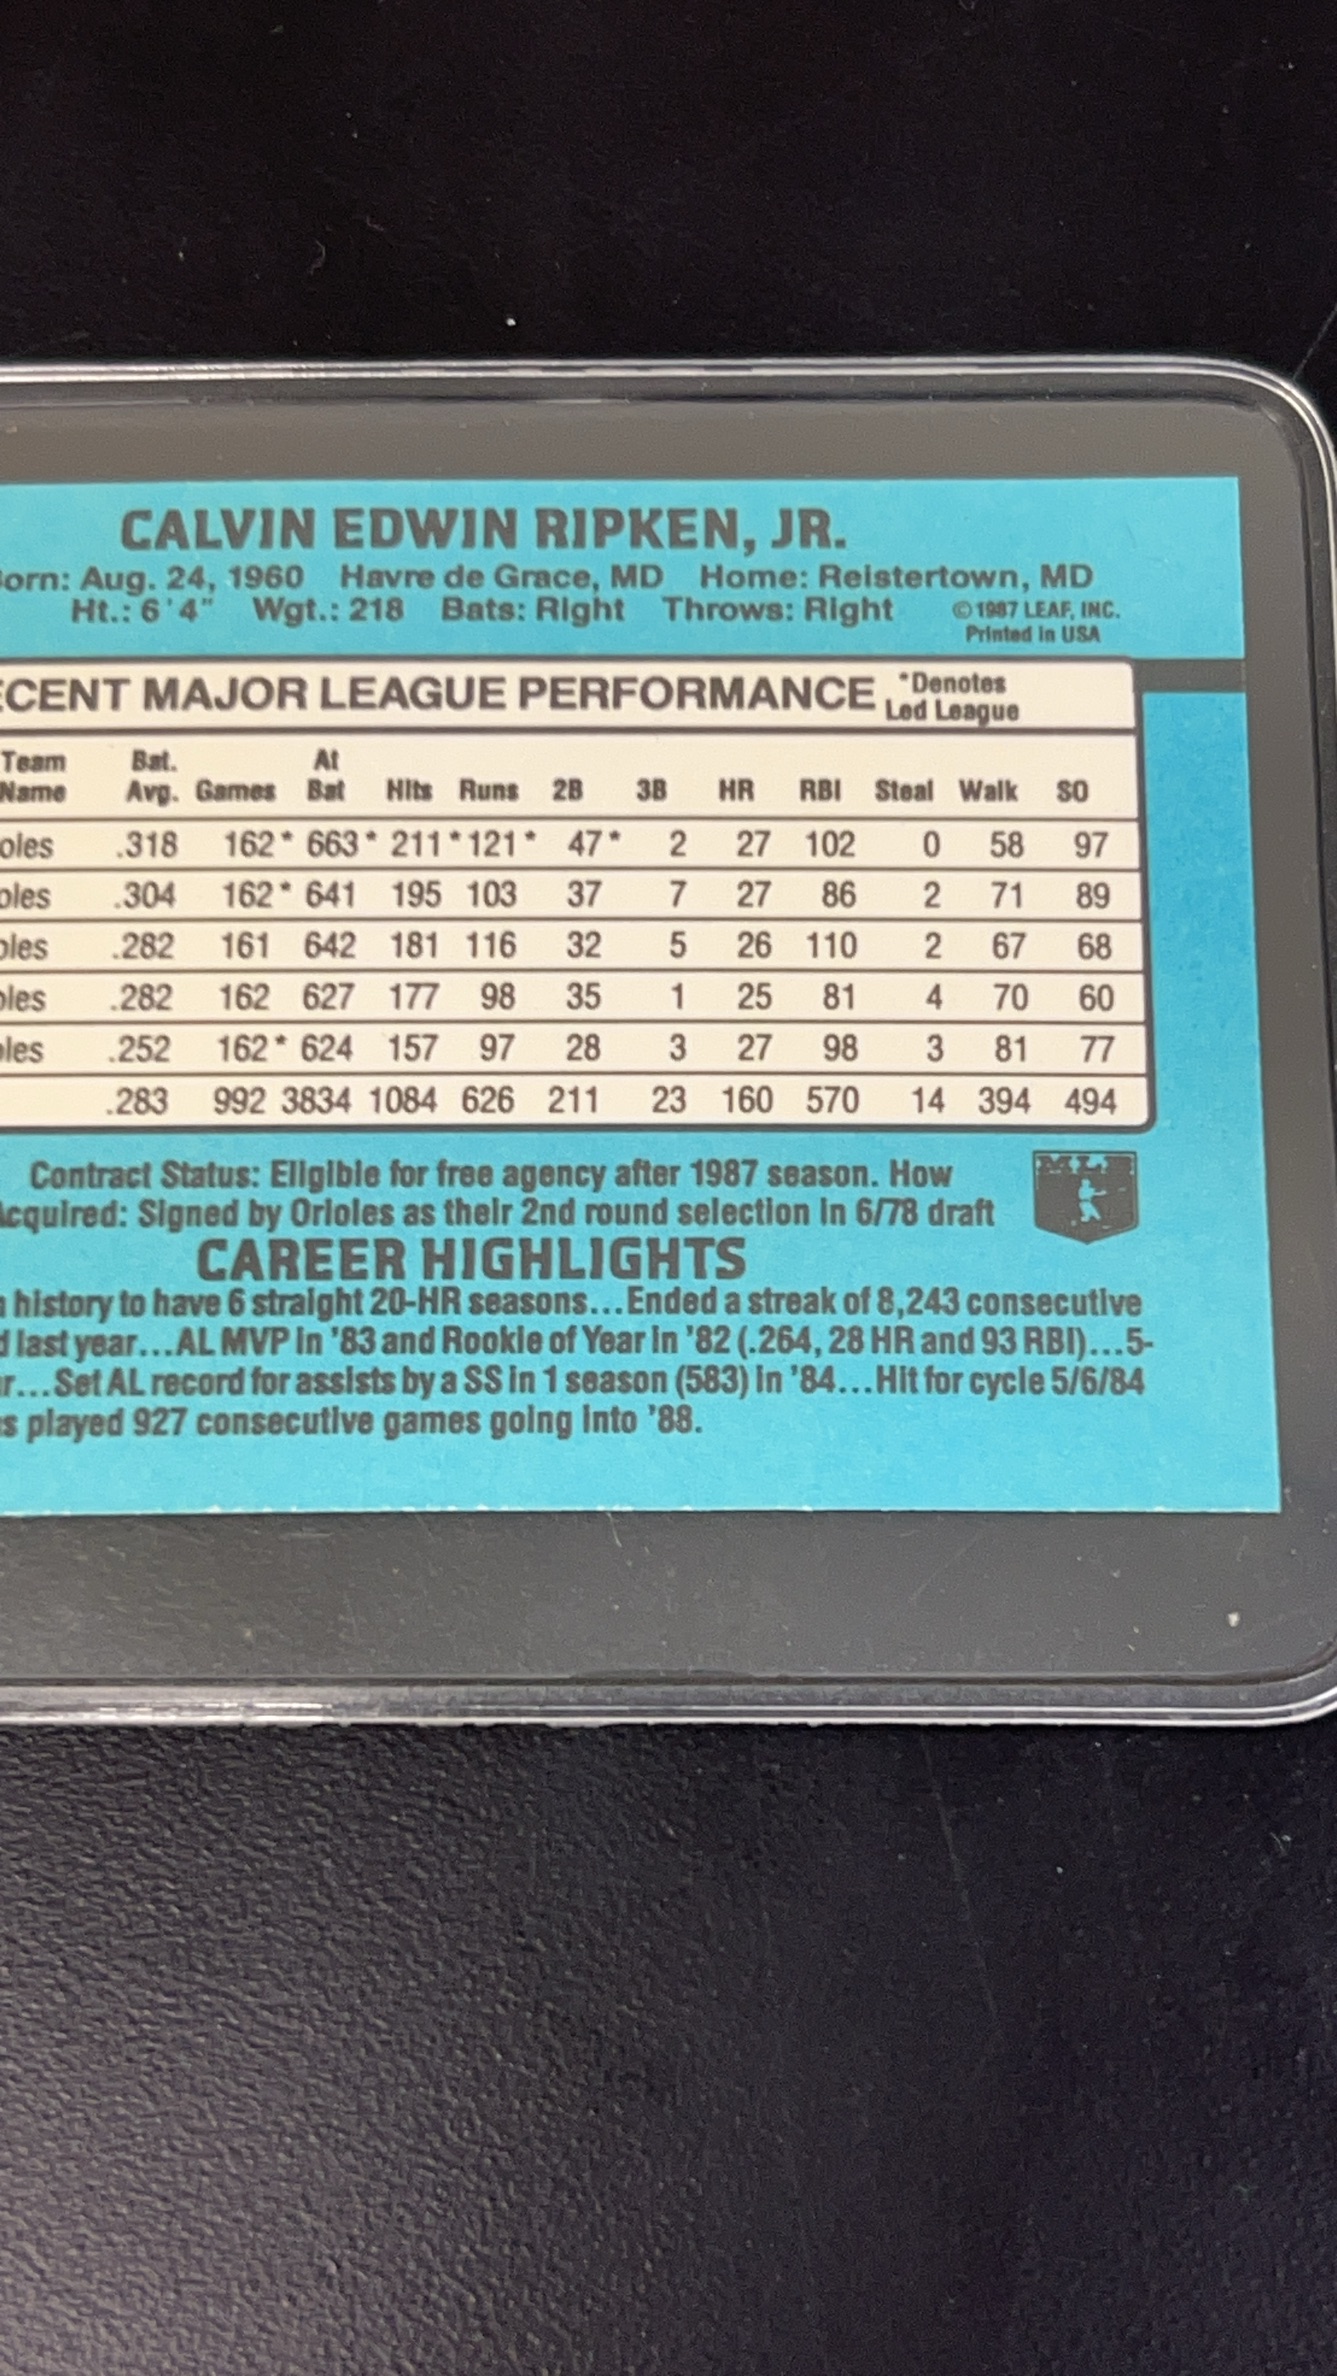 CALVIN EDWIN RIPKEN, JR.
orn: Aug. 24, 1960 Havre de Grace, MD Home: Reistertown, MD
Ht.: 6'4" Wgt.: 218 Bats: Right Throws: Right ©1987 LEAF, INC.
Printed in USA
ECENT MAJOR LEAGUE PERFORMANCE *Denotes
Led League
Team Bat. At
Name Avg. Games Bat Hits Runs 2B 3B HR RBI Steal Walk SO
oles .318 162* 663* 211* 121* 47* 2 27 102 0 58 97
oles .304 162* 641 195 103 37 7 27 86 2 71 89
oles .282 161 642 181 116 32 5 26 110 2 67 68
oles .282 162 627 177 98 35 1 25 81 4 70 60
oles .252 162* 624 157 97 28 3 27 98 3 81 77
.283 992 3834 1084 626 211 23 160 570 14 394 494
Contract Status: Eligible for free agency after 1987 season. How
Acquired: Signed by Orioles as their 2nd round selection in 6/78 draft
MLB
CAREER HIGHLIGHTS
n history to have 6 straight 20-HR seasons...Ended a streak of 8,243 consecutive
d last year...AL MVP in '83 and Rookie of Year in '82 (.264, 28 HR and 93 RBI)...5-
r...Set AL record for assists by a SS in 1 season (583) in '84...Hit for cycle 5/6/84
s played 927 consecutive games going into '88.